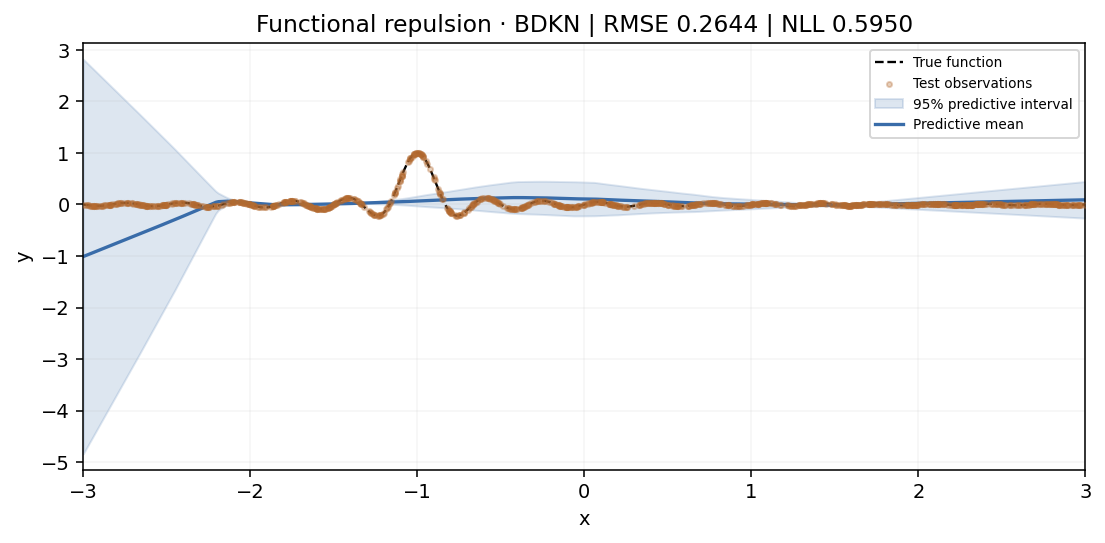 Functional repulsion · BDKN | RMSE 0.2644 | NLL 0.5950
True function
Test observations
95% predictive interval
Predictive mean
3
2
1
0
−1
−2
−3
−4
−5
y
−3 −2 −1 0 1 2 3
x